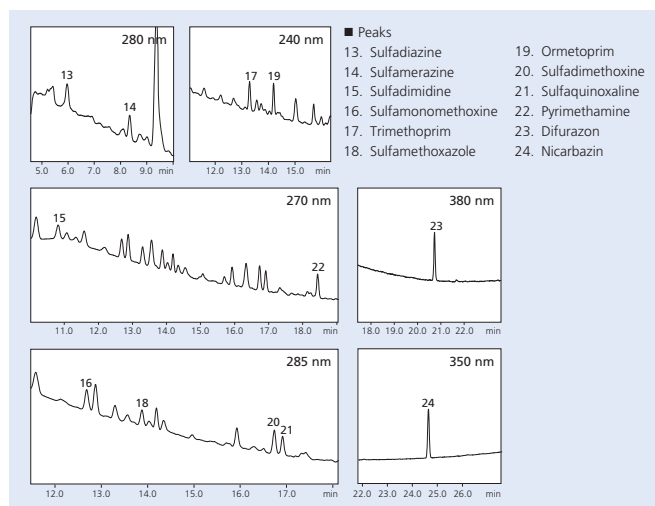 280 nm
13
14
5.0 6.0 7.0 8.0 9.0 min
240 nm
17 19
12.0 13.0 14.0 15.0 min
■ Peaks
13. Sulfadiazine
14. Sulfamerazine
15. Sulfadimidine
16. Sulfamonomethoxine
17. Trimethoprim
18. Sulfamethoxazole
19. Ormetoprim
20. Sulfadimethoxine
21. Sulfaquinoxaline
22. Pyrimethamine
23. Difurazon
24. Nicarbazin
270 nm
15
22
11.0 12.0 13.0 14.0 15.0 16.0 17.0 18.0 min
380 nm
23
18.0 19.0 20.0 21.0 22.0 min
285 nm
16
18
20
21
12.0 13.0 14.0 15.0 16.0 17.0 min
350 nm
24
22.0 23.0 24.0 25.0 26.0 min